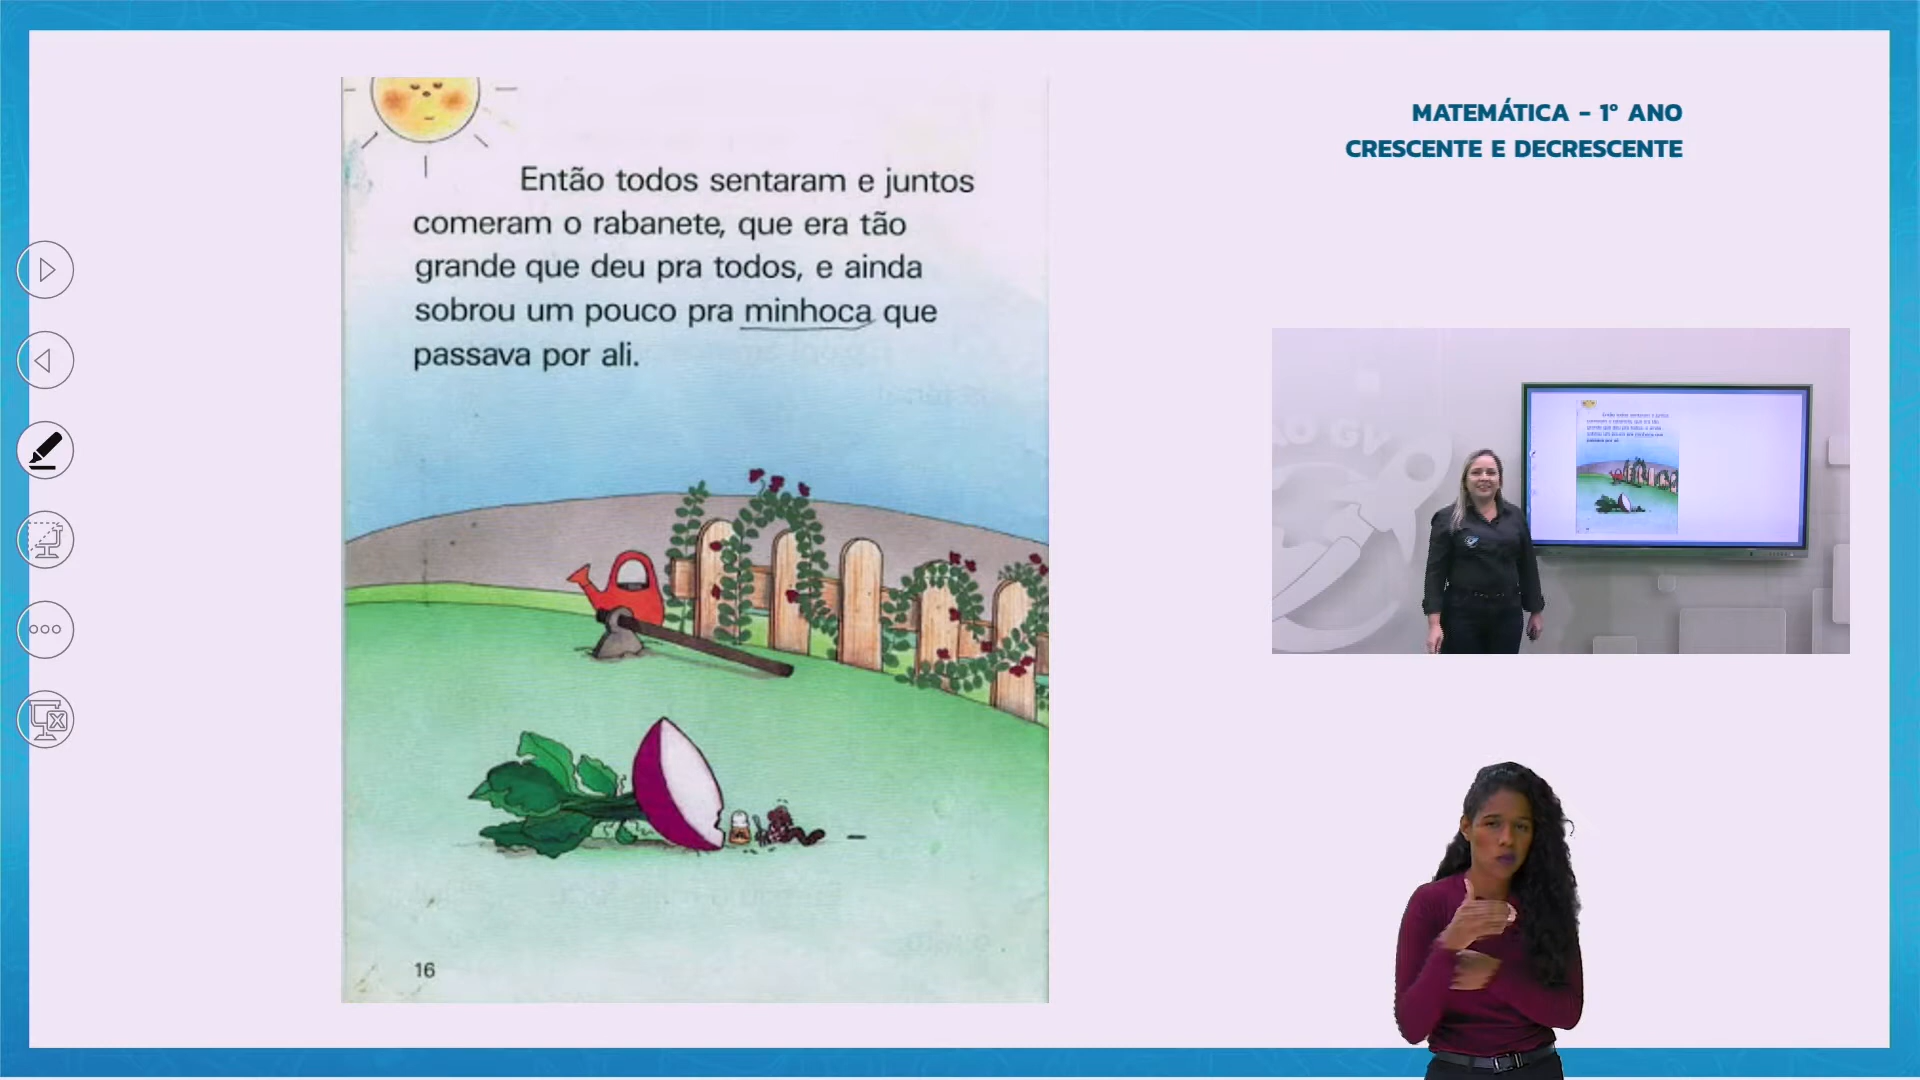 MATEMÁTICA - 1º ANO
CRESCENTE E DECRESCENTE
Então todos sentaram e juntos
comeram o rabanete, que era tão
grande que deu pra todos, e ainda
sobrou um pouco pra minhoca que
passava por ali.
16